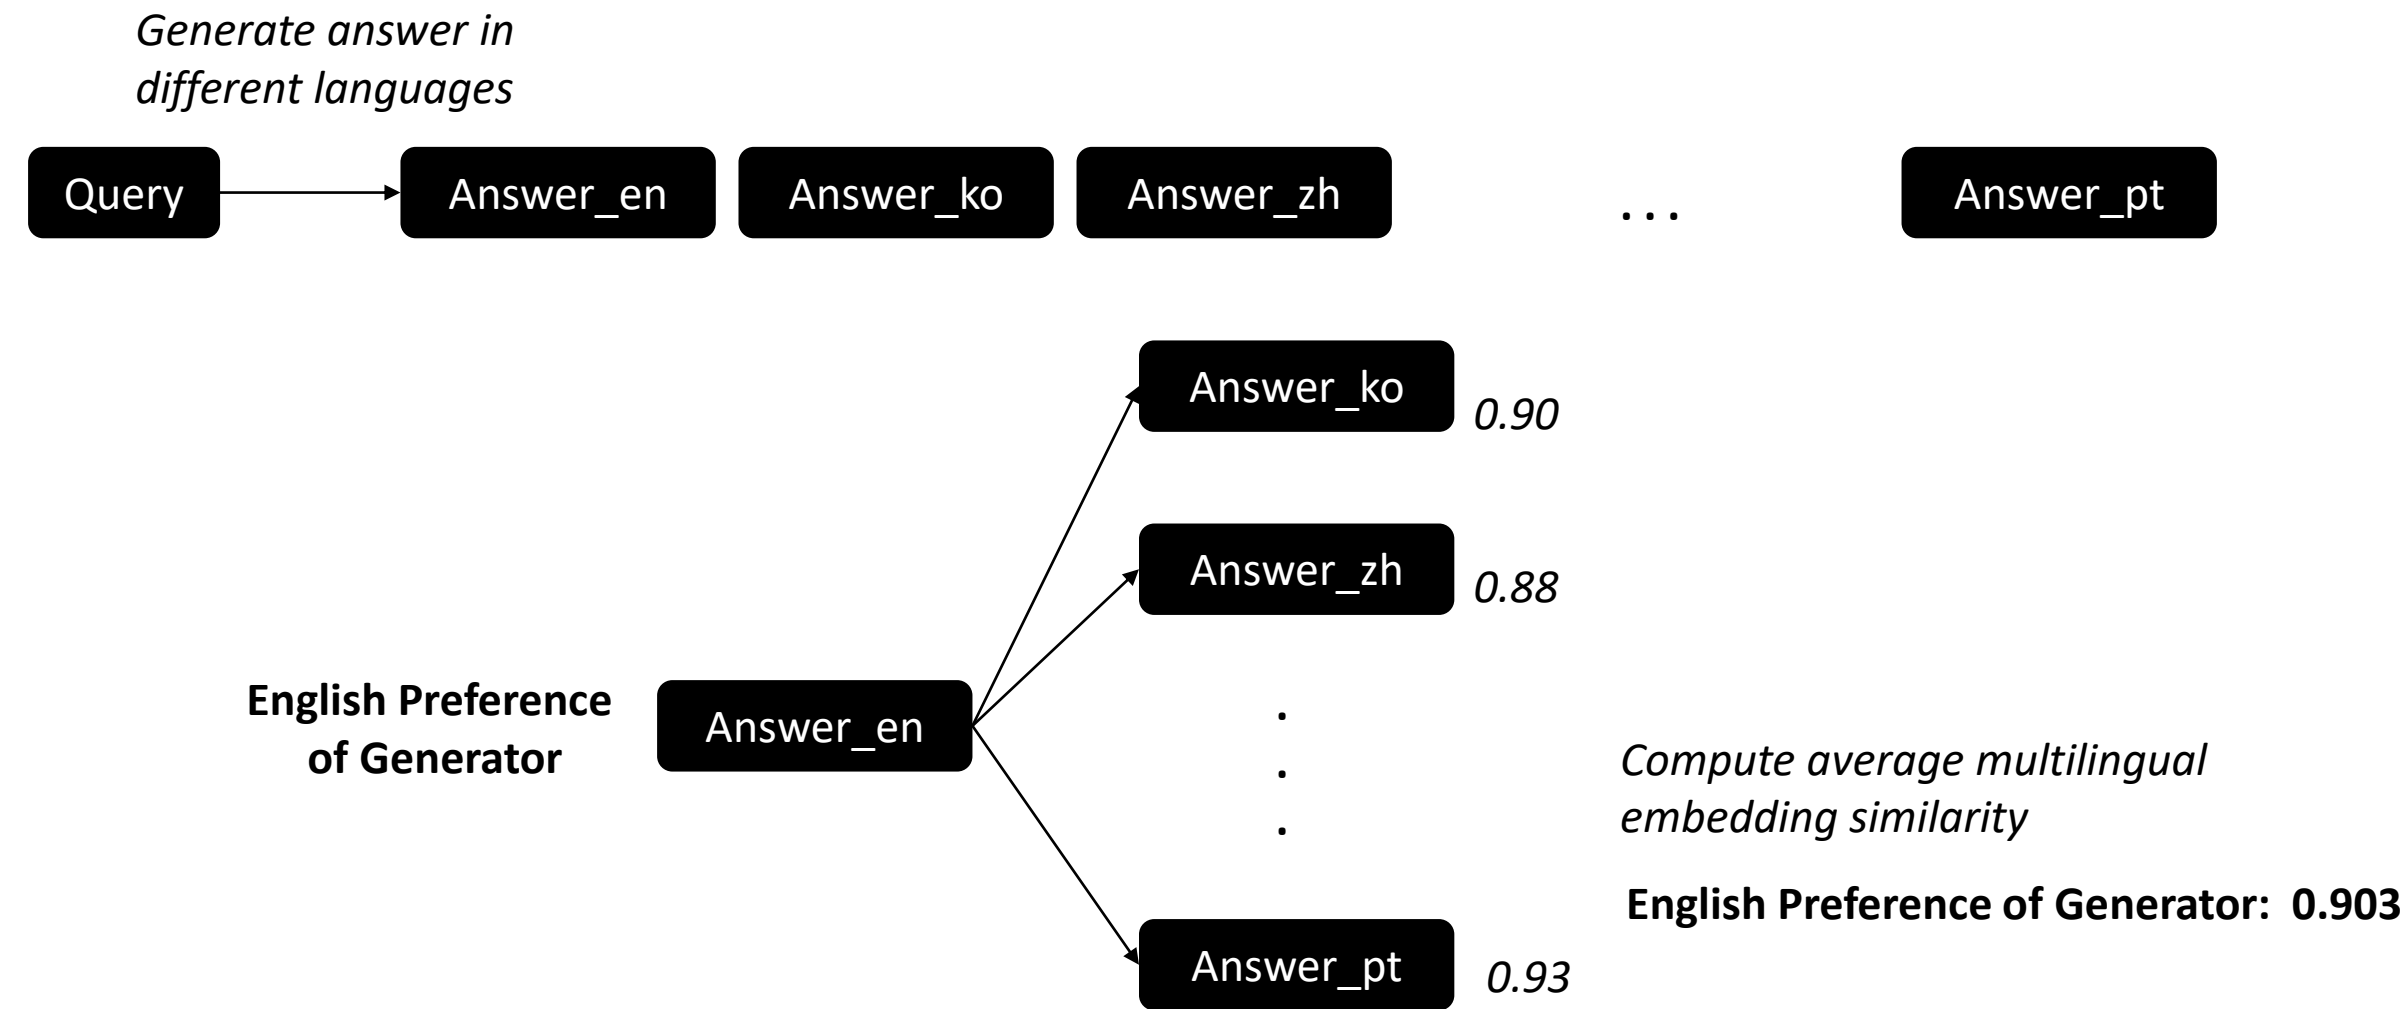 Generate answer in
different languages
Query
Answer_en
Answer_ko
Answer_zh
...
Answer_pt
Answer_ko
0.90
Answer_zh
0.88
English Preference
of Generator
Answer_en
.
.
.
Compute average multilingual
embedding similarity
English Preference of Generator: 0.903
Answer_pt
0.93